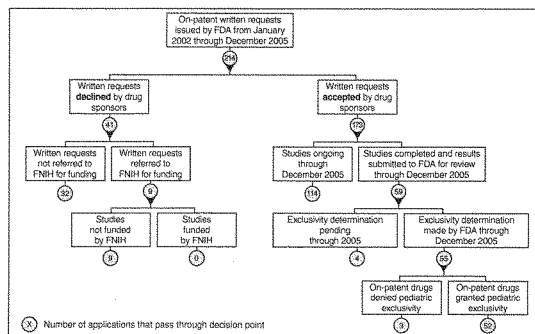 On-patent written requests
issued by FDA from January
2002 through December 2005
214
Written requests
declined by drug
sponsors
Written requests
accepted by drug
sponsors
41
173
Written requests
not referred to
FNIH for funding
Written requests
referred to
FNIH for funding
Studies ongoing
through
December 2005
Studies completed and results
submitted to FDA for review
through December 2005
32
9
114
59
Studies
not funded
by FNIH
Studies
funded
by FNIH
Exclusivity determination
pending
through 2005
Exclusivity determination
made by FDA through
December 2005
9
0
4
55
On-patent drugs
denied pediatric
exclusivity
On-patent drugs
granted pediatric
exclusivity
3
52
X Number of applications that pass through decision point